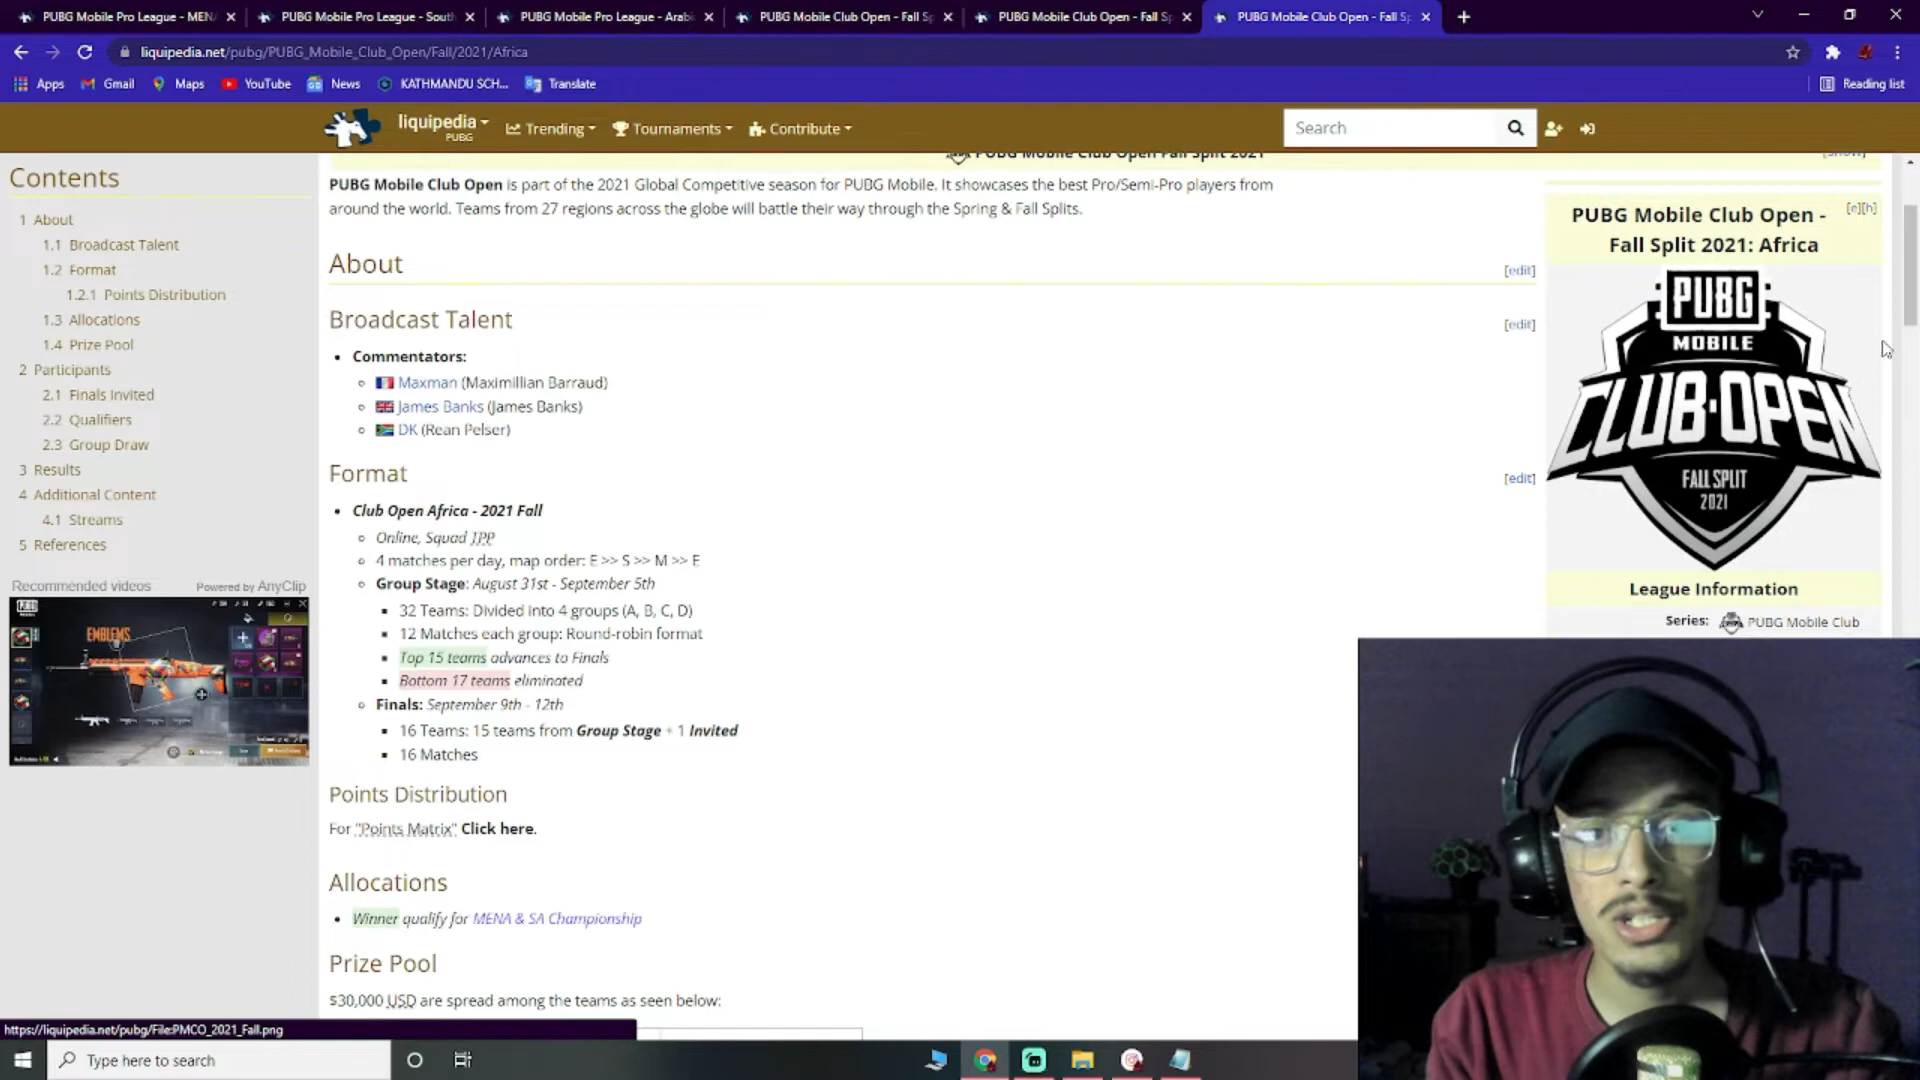 PUBG Mobile Pro League - MENA
PUBG Mobile Pro League - South
PUBG Mobile Pro League - Arabi
PUBG Mobile Club Open - Fall Sp
PUBG Mobile Club Open - Fall Sp
PUBG Mobile Club Open - Fall Sp
liquipedia.net/pubg/PUBG_Mobile_Club_Open/Fall/2021/Africa
Apps
Gmail
Maps
YouTube
News
KATHMANDU SCH...
Translate
Reading list
liquipedia
PUBG
Trending
Tournaments
Contribute
Search
PUBG Mobile Club Open Fall Split 2021
[show]
Contents
1 About
1.1 Broadcast Talent
1.2 Format
1.2.1 Points Distribution
1.3 Allocations
1.4 Prize Pool
2 Participants
2.1 Finals Invited
2.2 Qualifiers
2.3 Group Draw
3 Results
4 Additional Content
4.1 Streams
5 References
Recommended videos
Powered by AnyClip
EMBLEMS
PUBG Mobile Club Open is part of the 2021 Global Competitive season for PUBG Mobile. It showcases the best Pro/Semi-Pro players from
around the world. Teams from 27 regions across the globe will battle their way through the Spring & Fall Splits.
About
[edit]
Broadcast Talent
[edit]
Commentators:
Maxman (Maximillian Barraud)
James Banks (James Banks)
DK (Rean Pelser)
Format
[edit]
Club Open Africa - 2021 Fall
Online, Squad TPP
4 matches per day, map order: E >> S >> M >> E
Group Stage: August 31st - September 5th
32 Teams: Divided into 4 groups (A, B, C, D)
12 Matches each group: Round-robin format
Top 15 teams advances to Finals
Bottom 17 teams eliminated
Finals: September 9th - 12th
16 Teams: 15 teams from Group Stage + 1 Invited
16 Matches
Points Distribution
For "Points Matrix" Click here.
Allocations
Winner qualify for MENA & SA Championship
Prize Pool
$30,000 USD are spread among the teams as seen below:
[e][h]
PUBG Mobile Club Open -
Fall Split 2021: Africa
PUBG
MOBILE
CLUB·OPEN
FALL SPLIT
2021
League Information
Series: PUBG Mobile Club
https://liquipedia.net/pubg/File:PMCO_2021_Fall.png
Type here to search